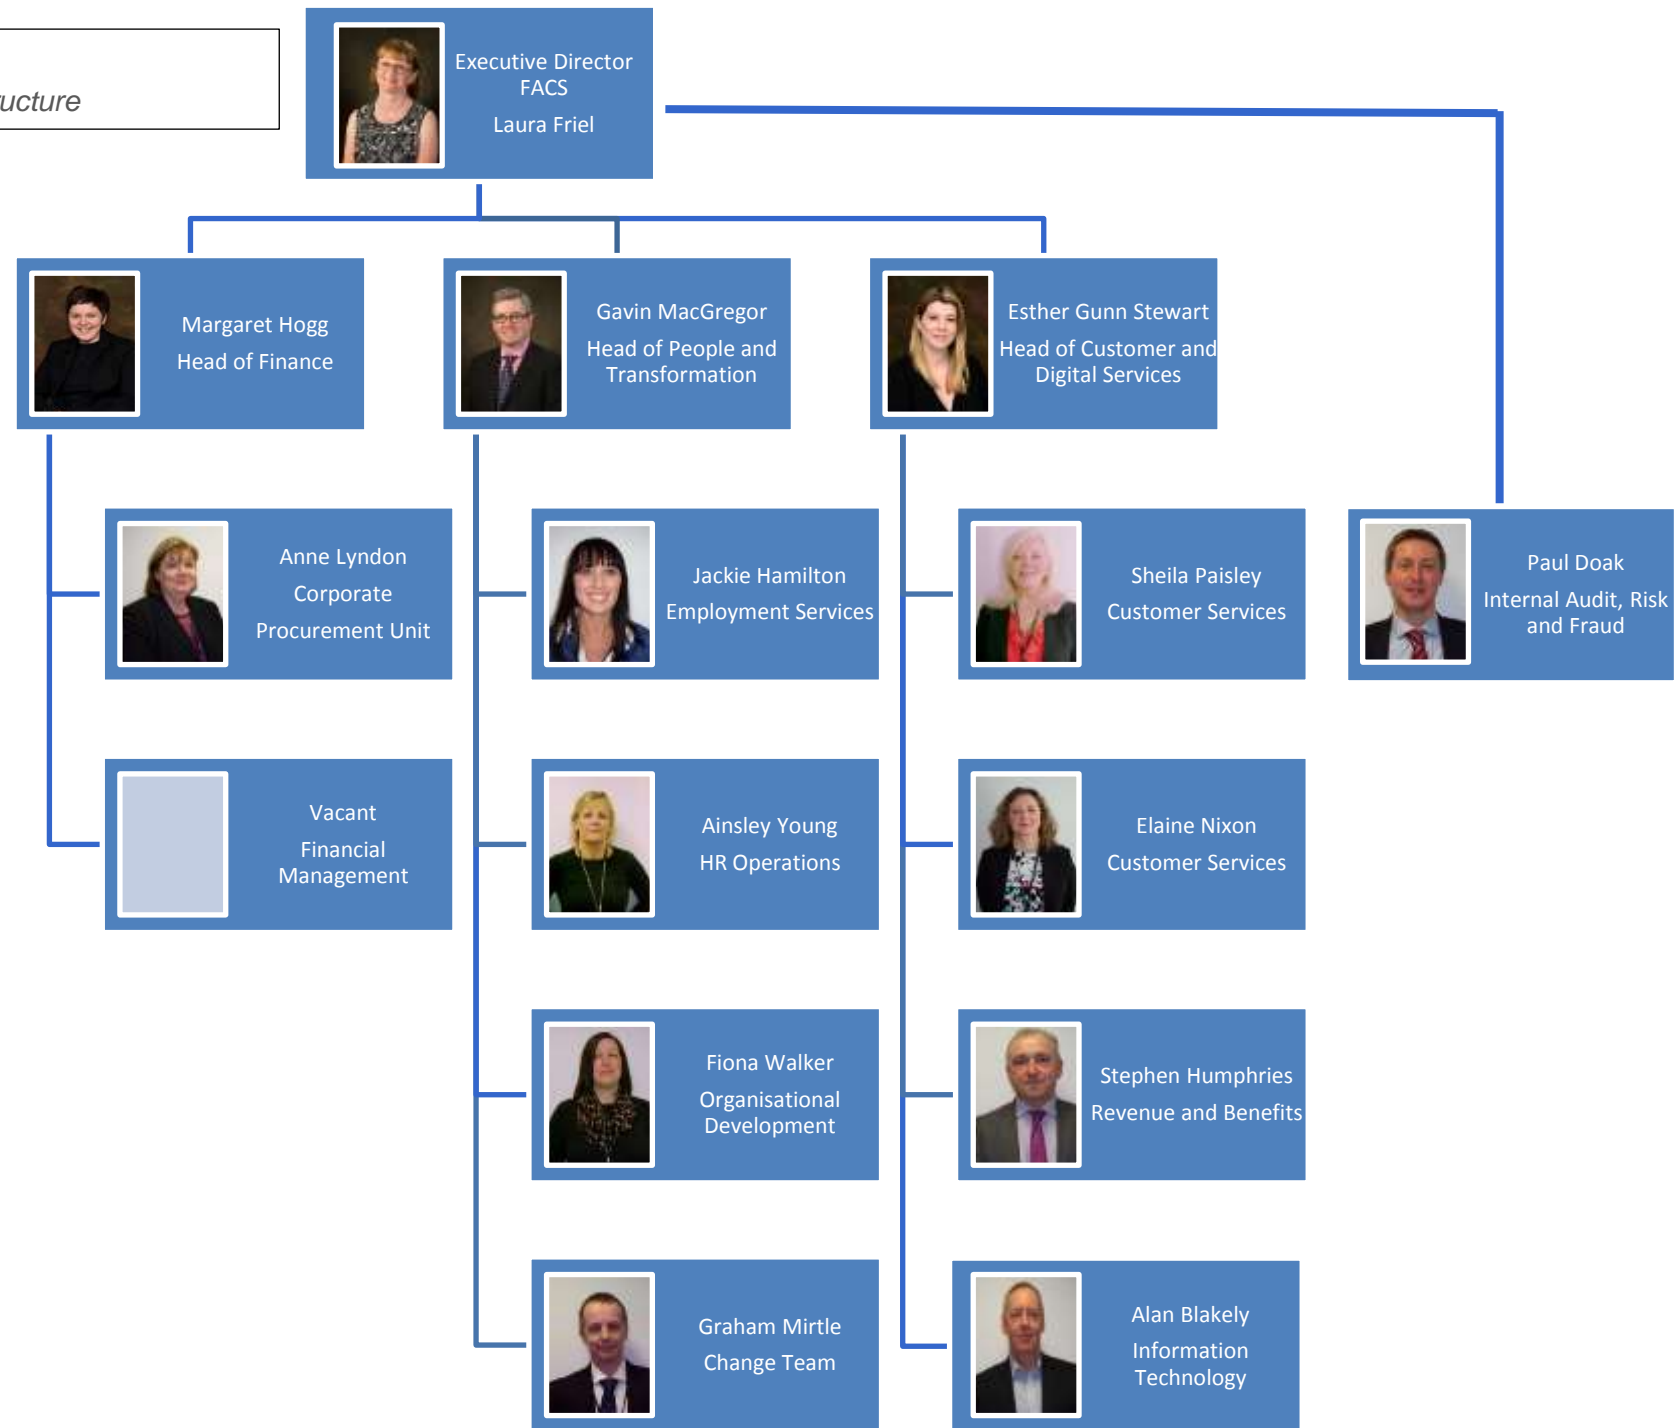 ucture
Executive Director
FACS
Laura Friel
Margaret Hogg
Head of Finance
Gavin MacGregor
Head of People and
Transformation
Esther Gunn Stewart
Head of Customer and
Digital Services
Anne Lyndon
Corporate
Procurement Unit
Jackie Hamilton
Employment Services
Sheila Paisley
Customer Services
Paul Doak
Internal Audit, Risk
and Fraud
Vacant
Financial
Management
Ainsley Young
HR Operations
Elaine Nixon
Customer Services
Fiona Walker
Organisational
Development
Stephen Humphries
Revenue and Benefits
Graham Mirtle
Change Team
Alan Blakely
Information
Technology